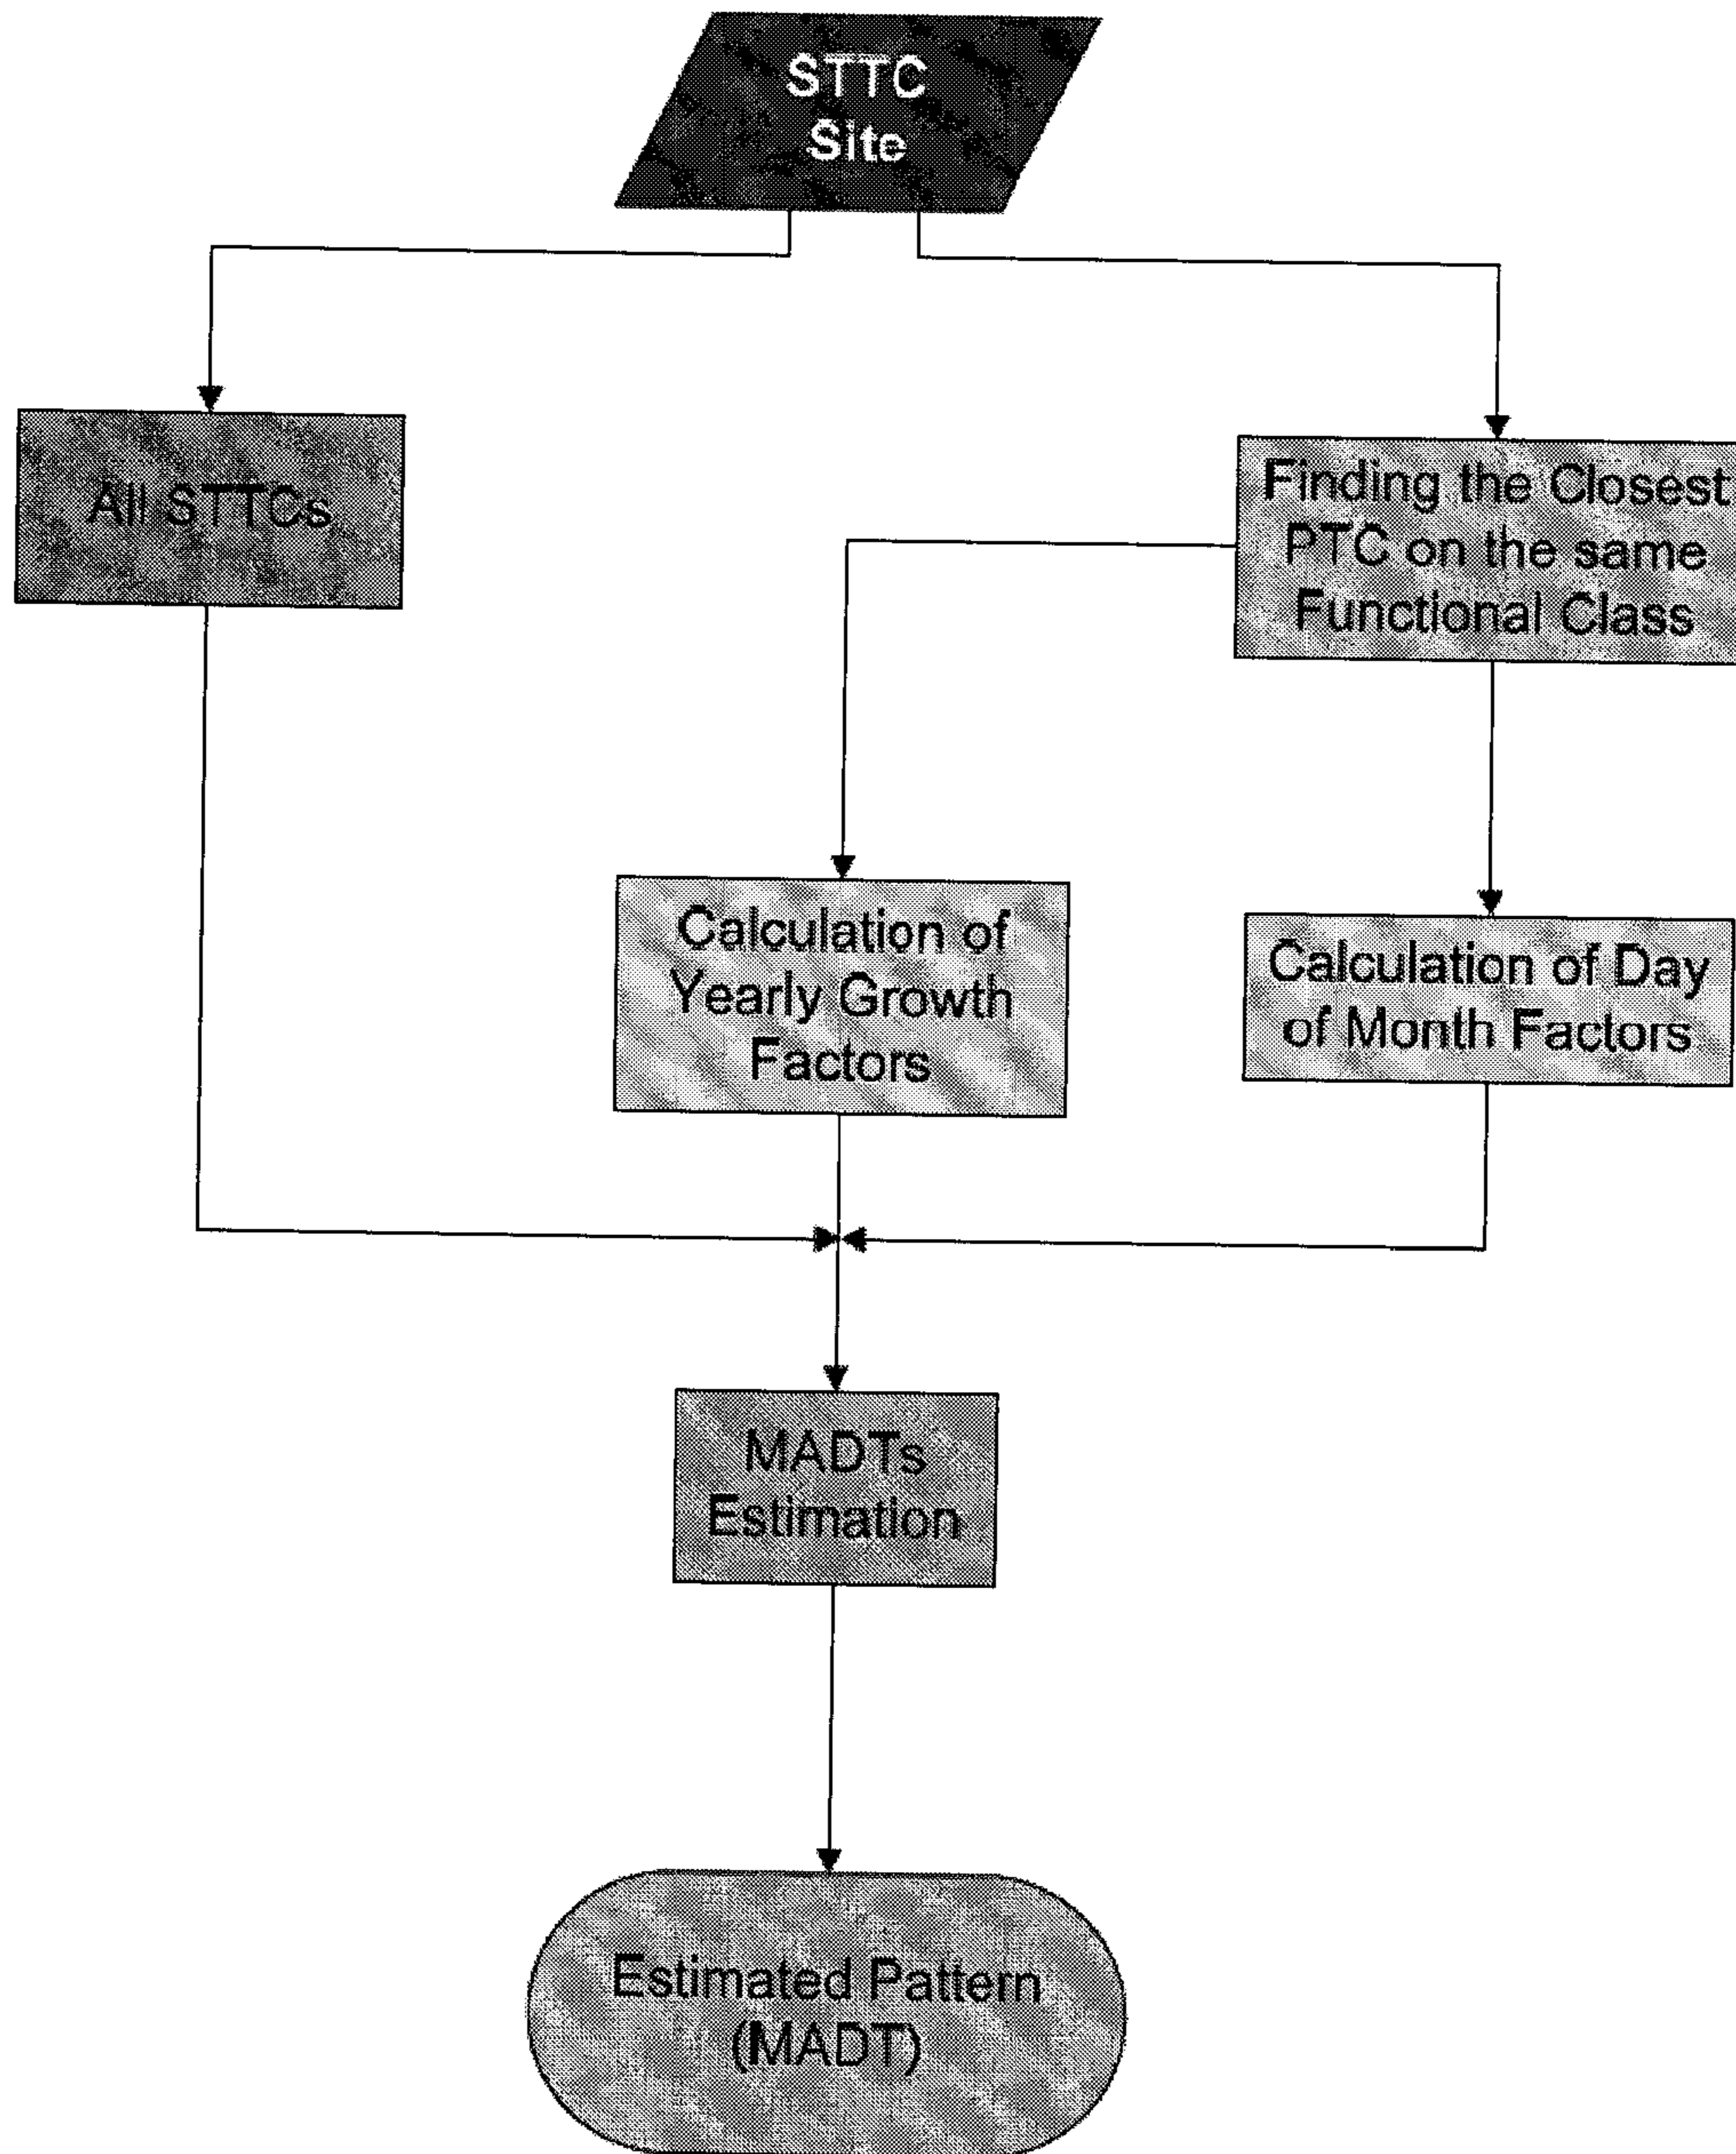 STTC
Site
All STTCs
Finding the Closest
PTC on the same
Functional Class
Calculation of
Yearly Growth
Factors
Calculation of Day
of Month Factors
MADTs
Estimation
Estimated Pattern
(MADT)